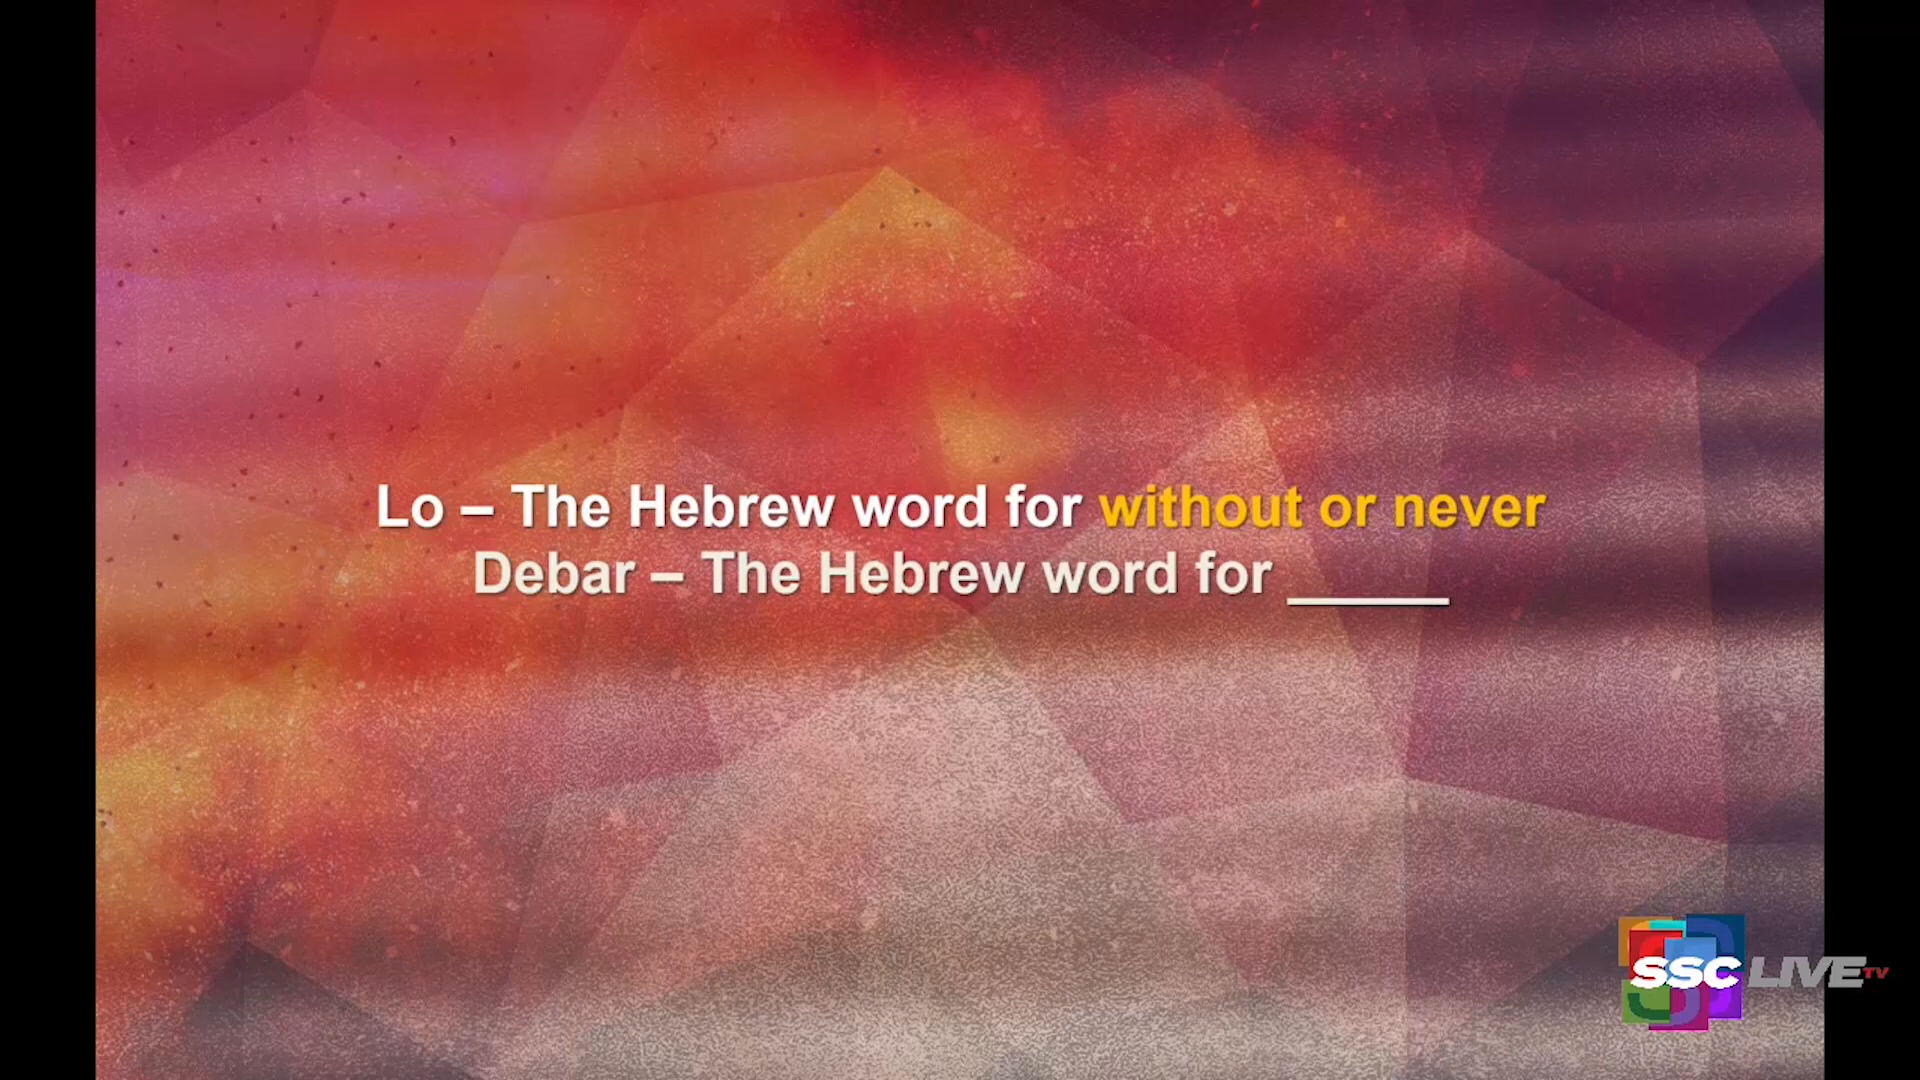 Lo – The Hebrew word for without or never
Debar – The Hebrew word for _____
SSC LIVE TV